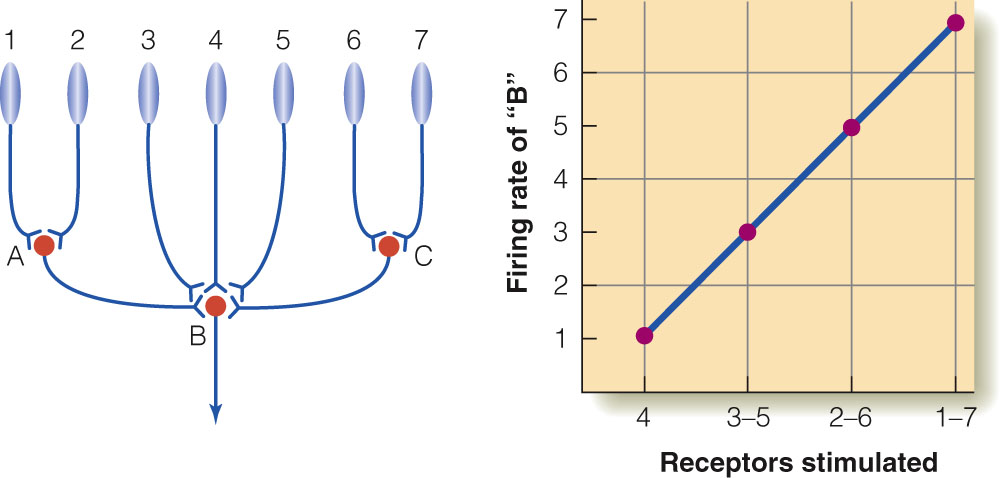 1 2 3 4 5 6 7
A
C
B
Firing rate of “B”
7
6
5
4
3
2
1
4 3–5 2–6 1–7
Receptors stimulated